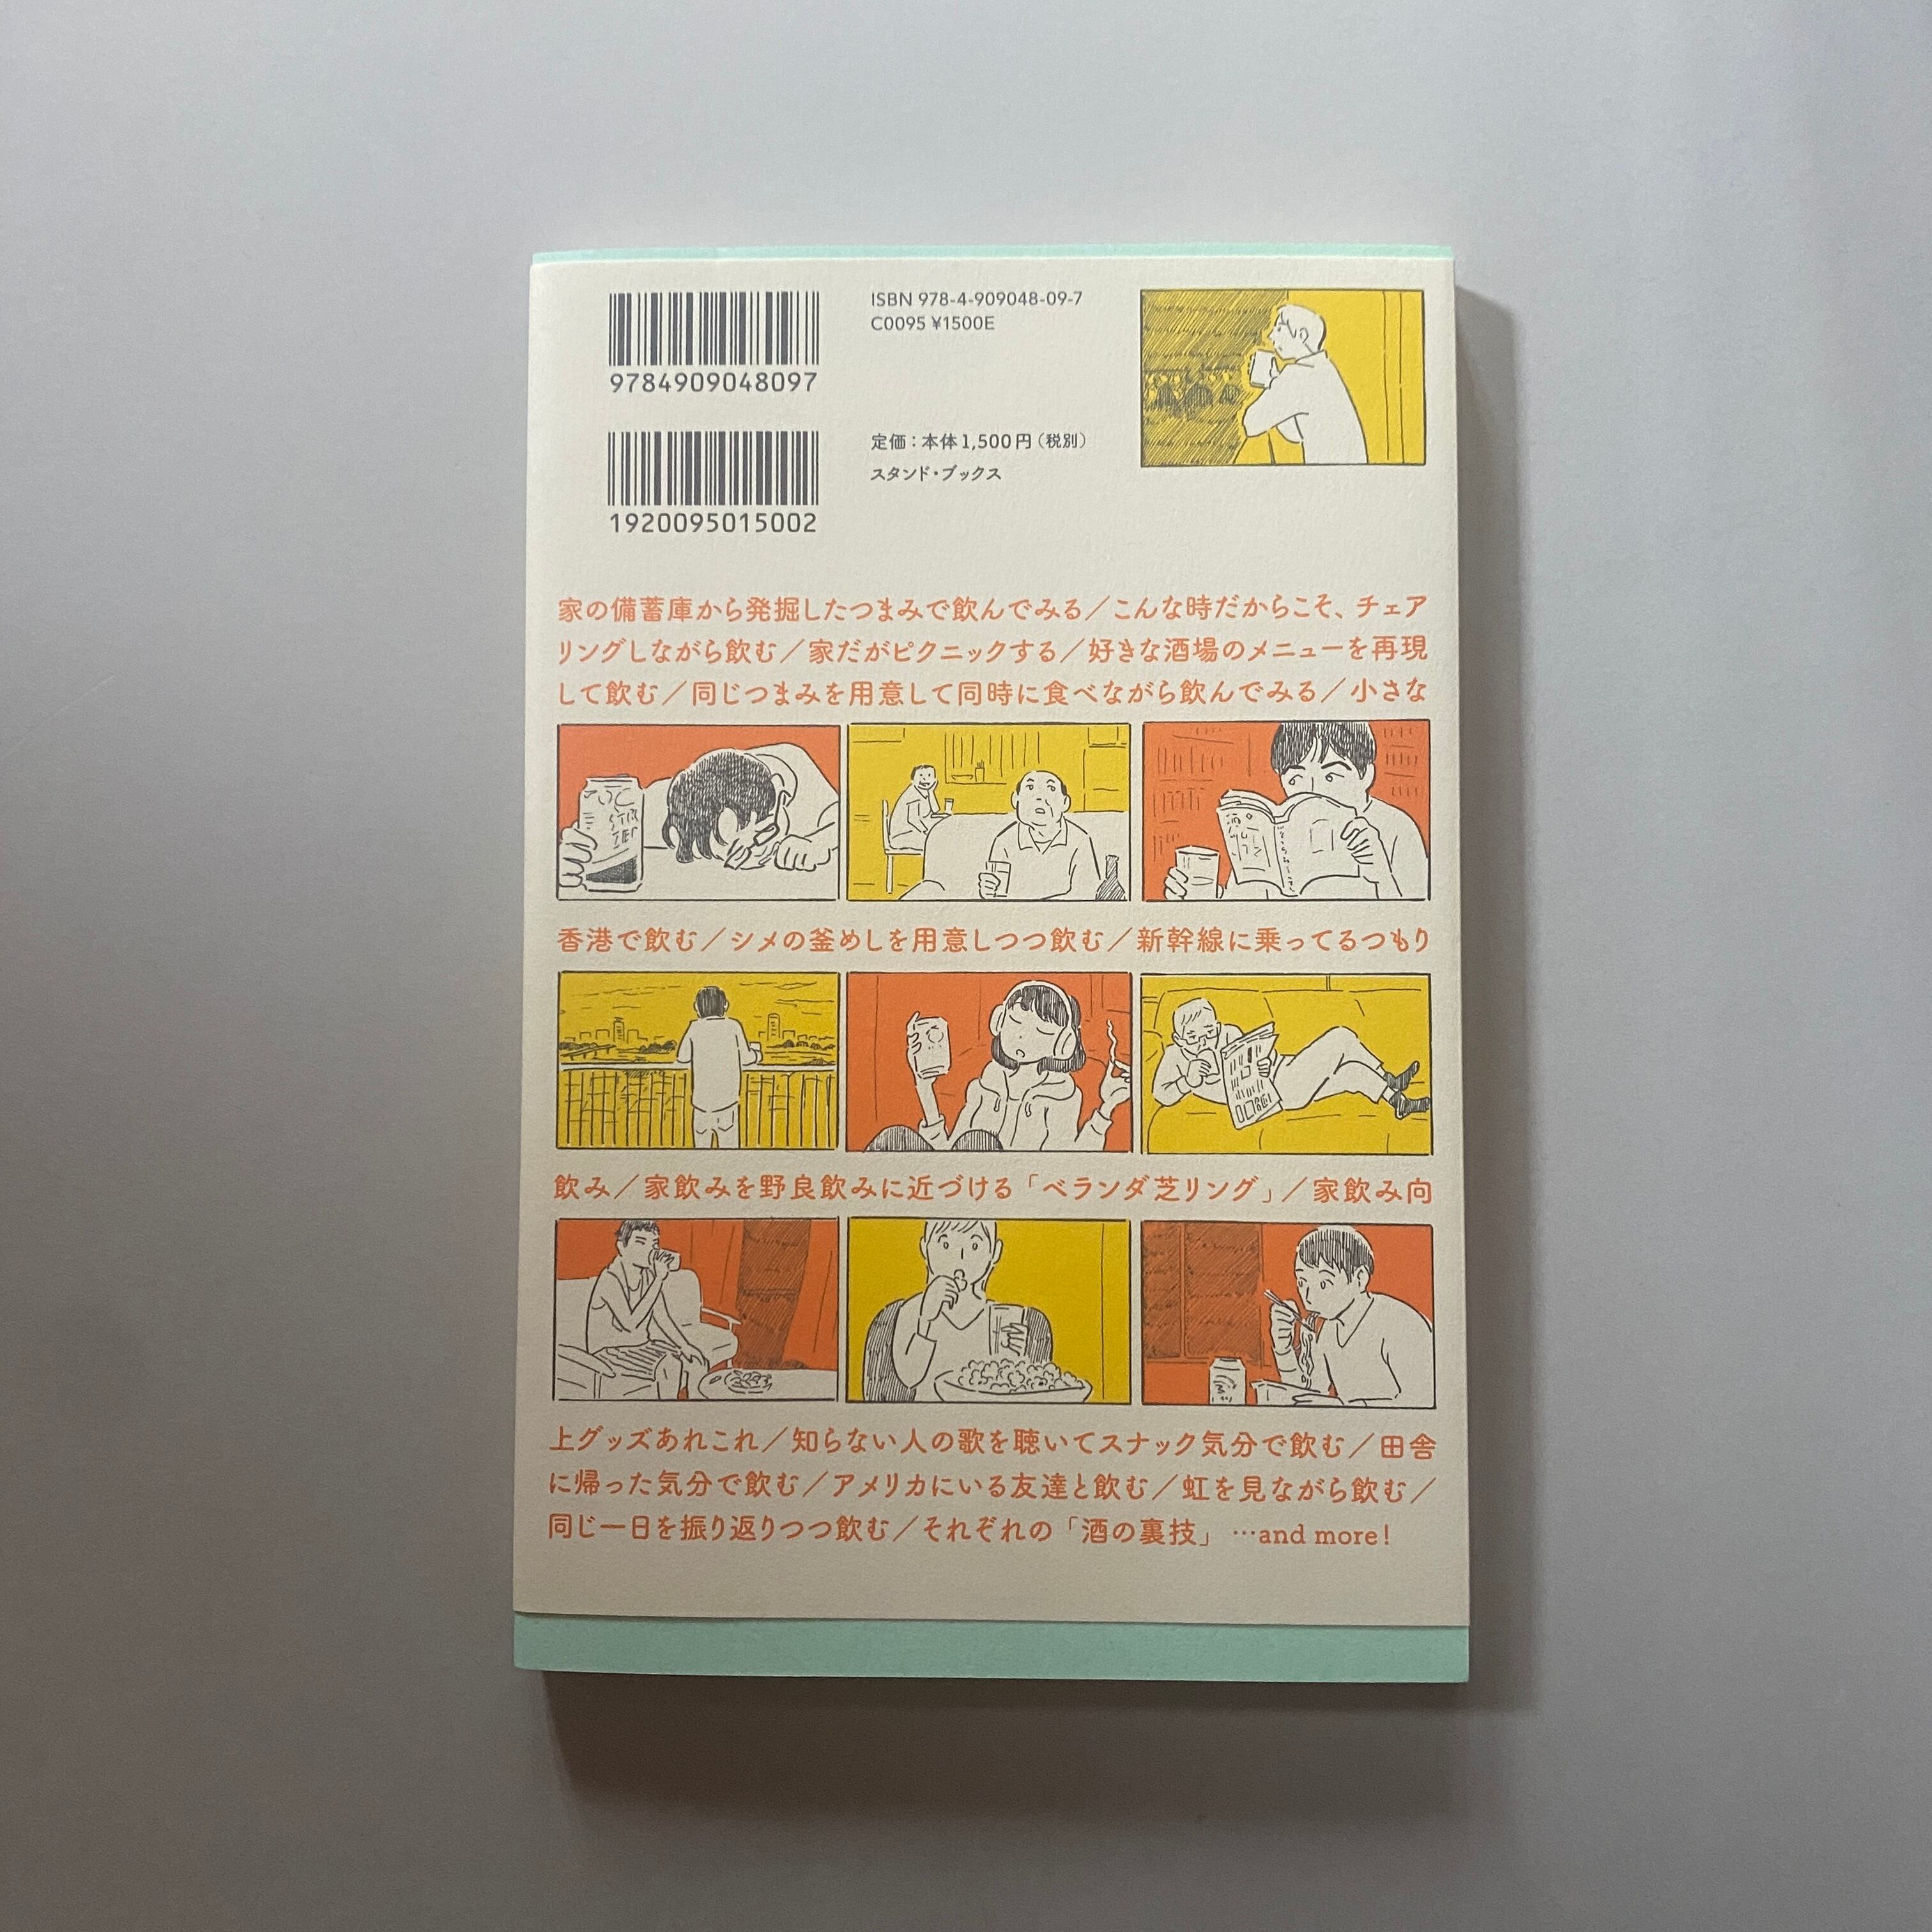 9784909048097
ISBN 978-4-909048-09-7
C0095 ¥1500E
1920095015002
定価：本体1,500円（税別）
スタンド・ブックス
家の備蓄庫から発掘したつまみで飲んでみる／こんな時だからこそ、チェア
リングしながら飲む／家だがピクニックする／好きな酒場のメニューを再現
して飲む／同じつまみを用意して同時に食べながら飲んでみる／小さな
香港で飲む／シメの釜めしを用意しつつ飲む／新幹線に乗ってるつもり
飲み／家飲みを野良飲みに近づける「ベランダ芝リング」／家飲み向
上グッズあれこれ／知らない人の歌を聴いてスナック気分で飲む／田舎
に帰った気分で飲む／アメリカにいる友達と飲む／虹を見ながら飲む／
同じ一日を振り返りつつ飲む／それぞれの「酒の裏技」…and more!